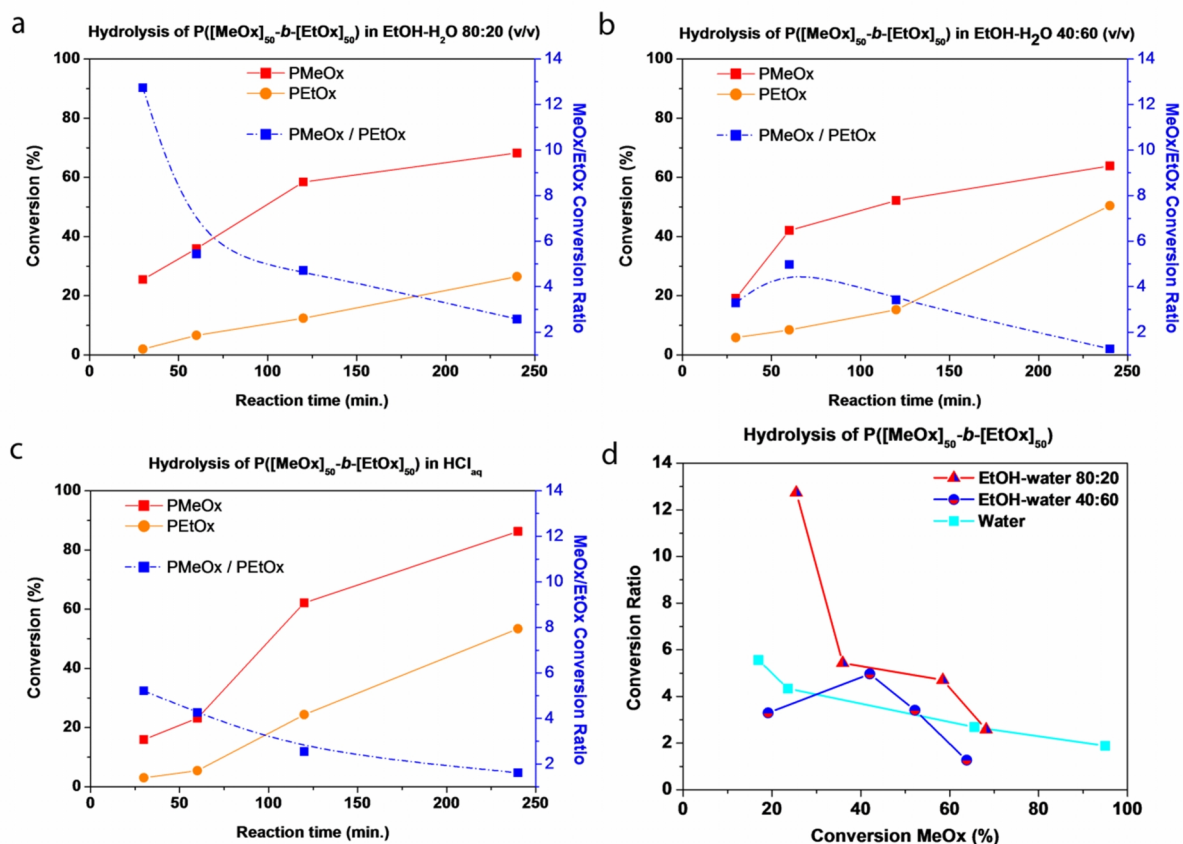 a
Hydrolysis of P([MeOx]₅₀-b-[EtOx]₅₀) in EtOH-H₂O 80:20 (v/v)
100
80
60
40
20
0
Conversion (%)
PMeOx
PEtOx
PMeOx / PEtOx
14
12
10
8
6
4
2
MeOx/EtOx Conversion Ratio
0 50 100 150 200 250
Reaction time (min.)
b
Hydrolysis of P([MeOx]₅₀-b-[EtOx]₅₀) in EtOH-H₂O 40:60 (v/v)
100
80
60
40
20
0
Conversion (%)
PMeOx
PEtOx
PMeOx / PEtOx
14
12
10
8
6
4
2
MeOx/EtOx Conversion Ratio
0 50 100 150 200 250
Reaction time (min.)
c
Hydrolysis of P([MeOx]₅₀-b-[EtOx]₅₀) in HClₐq
100
80
60
40
20
0
Conversion (%)
PMeOx
PEtOx
PMeOx / PEtOx
14
12
10
8
6
4
2
MeOx/EtOx Conversion Ratio
0 50 100 150 200 250
Reaction time (min.)
d
Hydrolysis of P([MeOx]₅₀-b-[EtOx]₅₀)
14
12
10
8
6
4
2
0
Conversion Ratio
EtOH-water 80:20
EtOH-water 40:60
Water
0 20 40 60 80 100
Conversion MeOx (%)